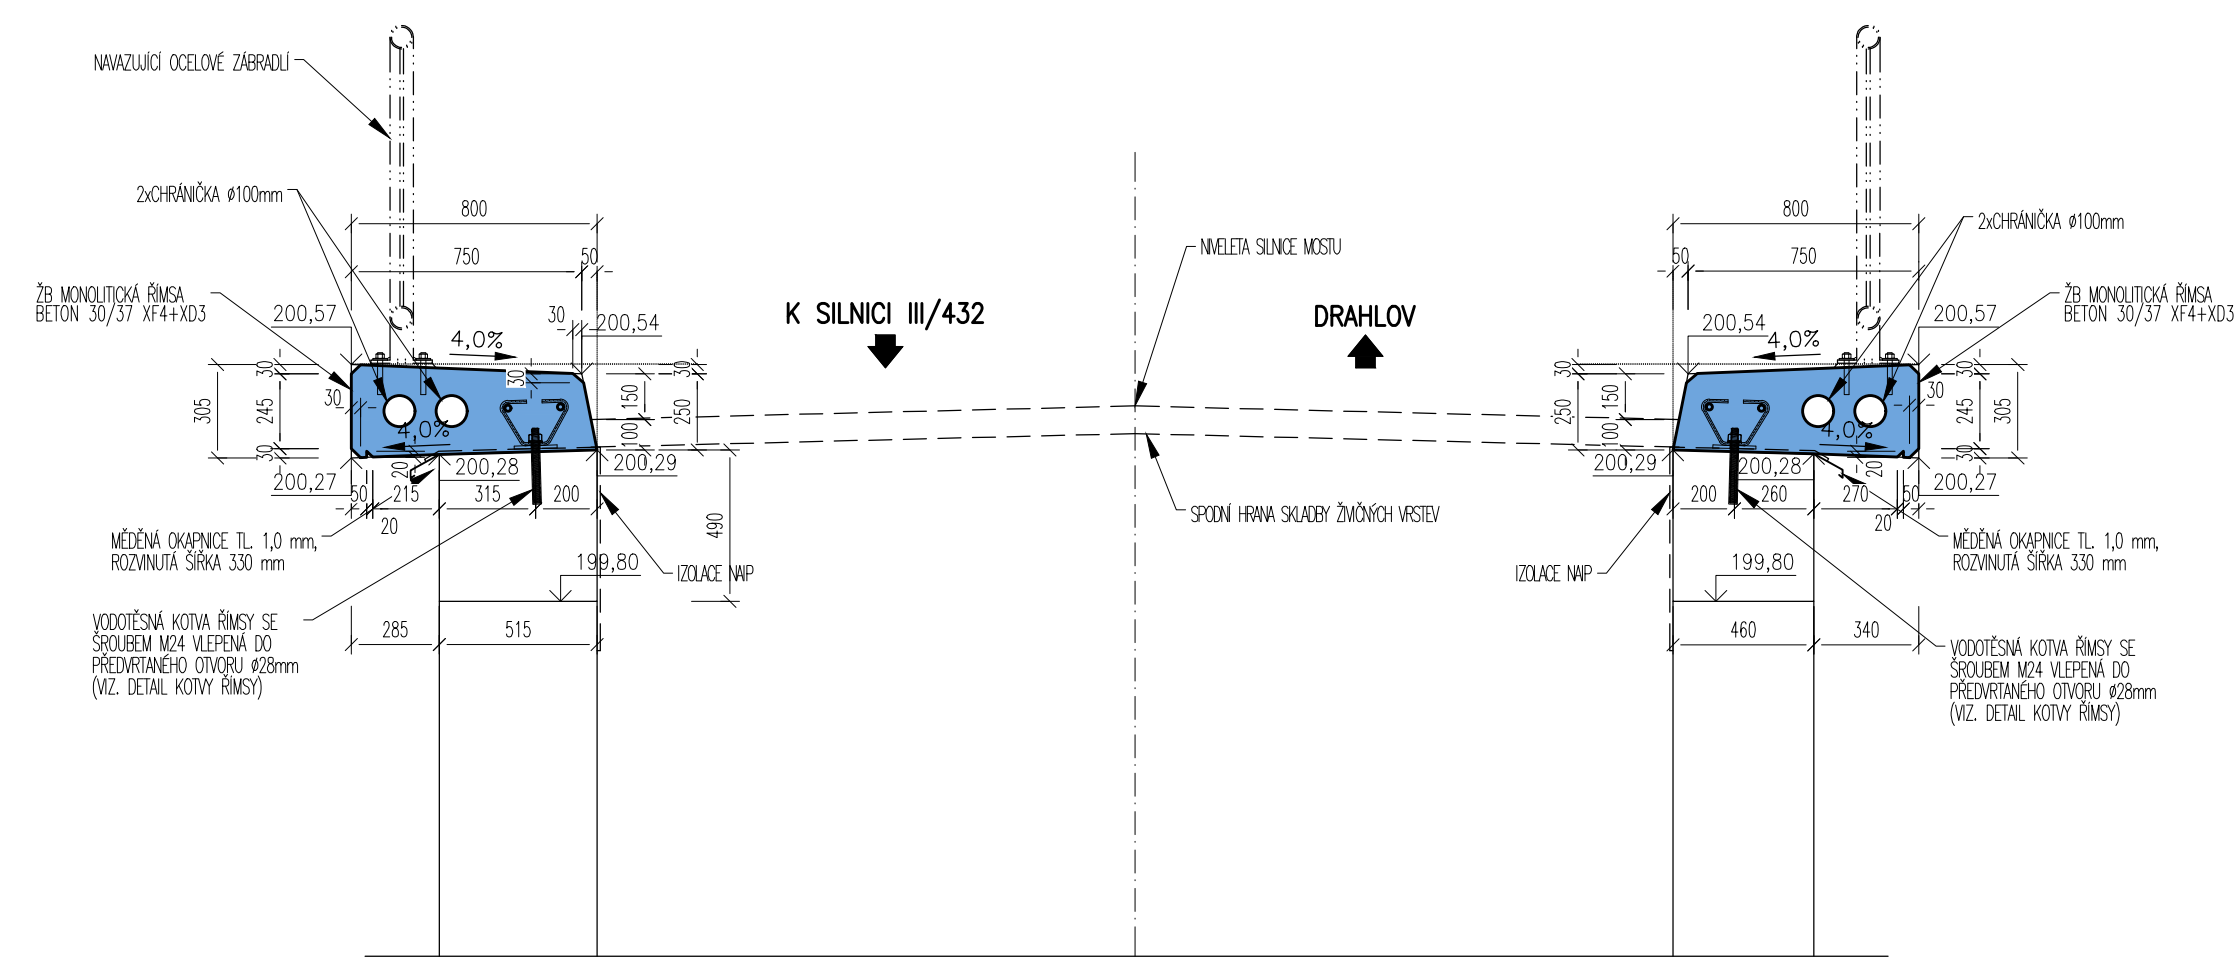 NAVAZUJÍCÍ OCELOVÉ ZÁBRADLÍ
2xCHRÁNIČKA ø100mm
ŽB MONOLITICKÁ ŘÍMSA
BETON 30/37 XF4+XD3
800
750
50
200,57
30
200,54
4,0%
30
245
30
305
30
30
4,0%
30
150
100
250
20
200,27
200,28
200,29
50
215
315
200
20
490
MĚDĚNÁ OKAPNICE TL. 1,0 mm,
ROZVINUTÁ ŠÍŘKA 330 mm
199,80
IZOLACE NAIP
VODOTĚSNÁ KOTVA ŘÍMSY SE
ŠROUBEM M24 VLEPENÁ DO
PŘEDVRTANÉHO OTVORU ø28mm
(VIZ. DETAIL KOTVY ŘÍMSY)
285
515
K SILNICI III/432
NIVELETA SILNICE MOSTU
DRAHLOV
SPODNÍ HRANA SKLADBY ŽIVIČNÝCH VRSTEV
800
50
750
2xCHRÁNIČKA ø100mm
ŽB MONOLITICKÁ ŘÍMSA
BETON 30/37 XF4+XD3
200,54
200,57
4,0%
30
250
150
100
30
30
245
30
305
4,0%
20
200,29
200,28
200,27
200
260
270
50
20
MĚDĚNÁ OKAPNICE TL. 1,0 mm,
ROZVINUTÁ ŠÍŘKA 330 mm
IZOLACE NAIP
199,80
460
340
VODOTĚSNÁ KOTVA ŘÍMSY SE
ŠROUBEM M24 VLEPENÁ DO
PŘEDVRTANÉHO OTVORU ø28mm
(VIZ. DETAIL KOTVY ŘÍMSY)